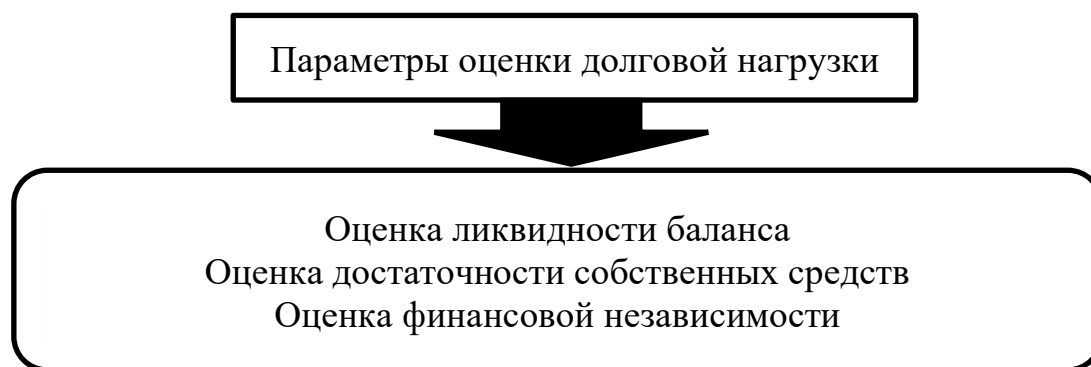 Параметры оценки долговой нагрузки
Оценка ликвидности баланса
Оценка достаточности собственных средств
Оценка финансовой независимости